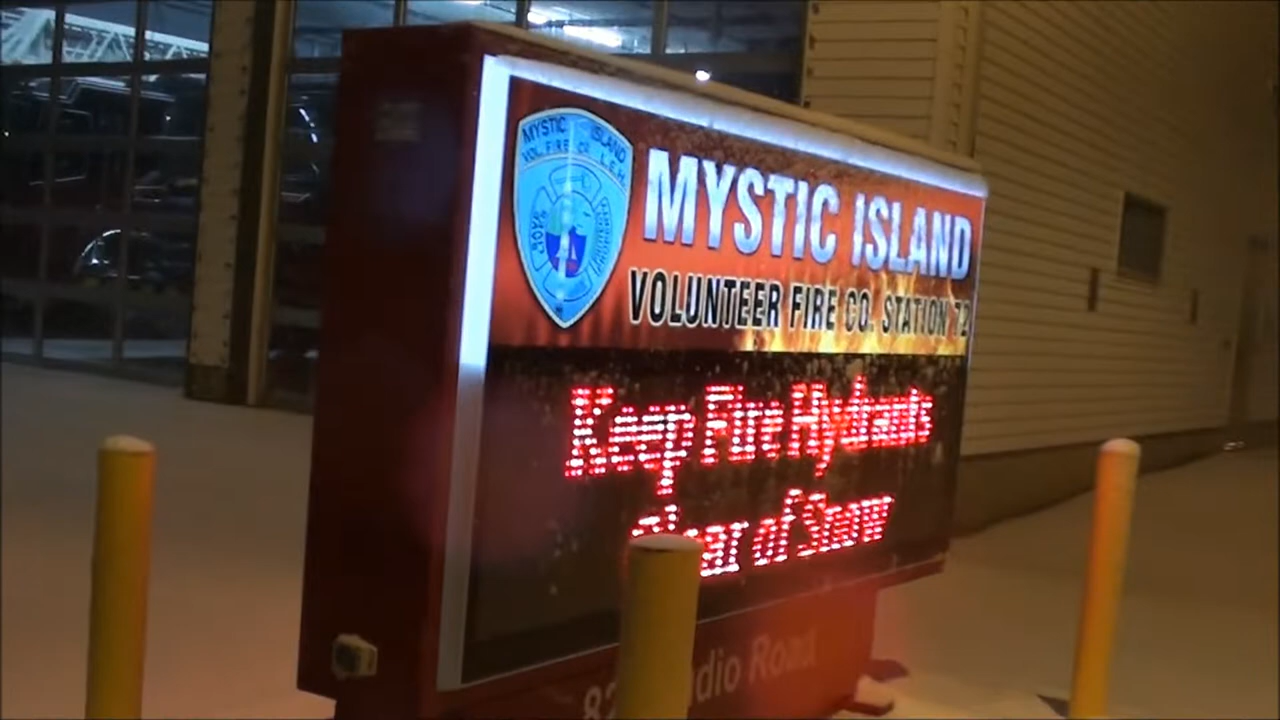 MYSTIC ISLAND
VOL. FIRE CO. L.E.H.
MYSTIC ISLAND
VOLUNTEER FIRE CO. STATION 72
Keep Fire Hydrants
Clear of Snow
Road